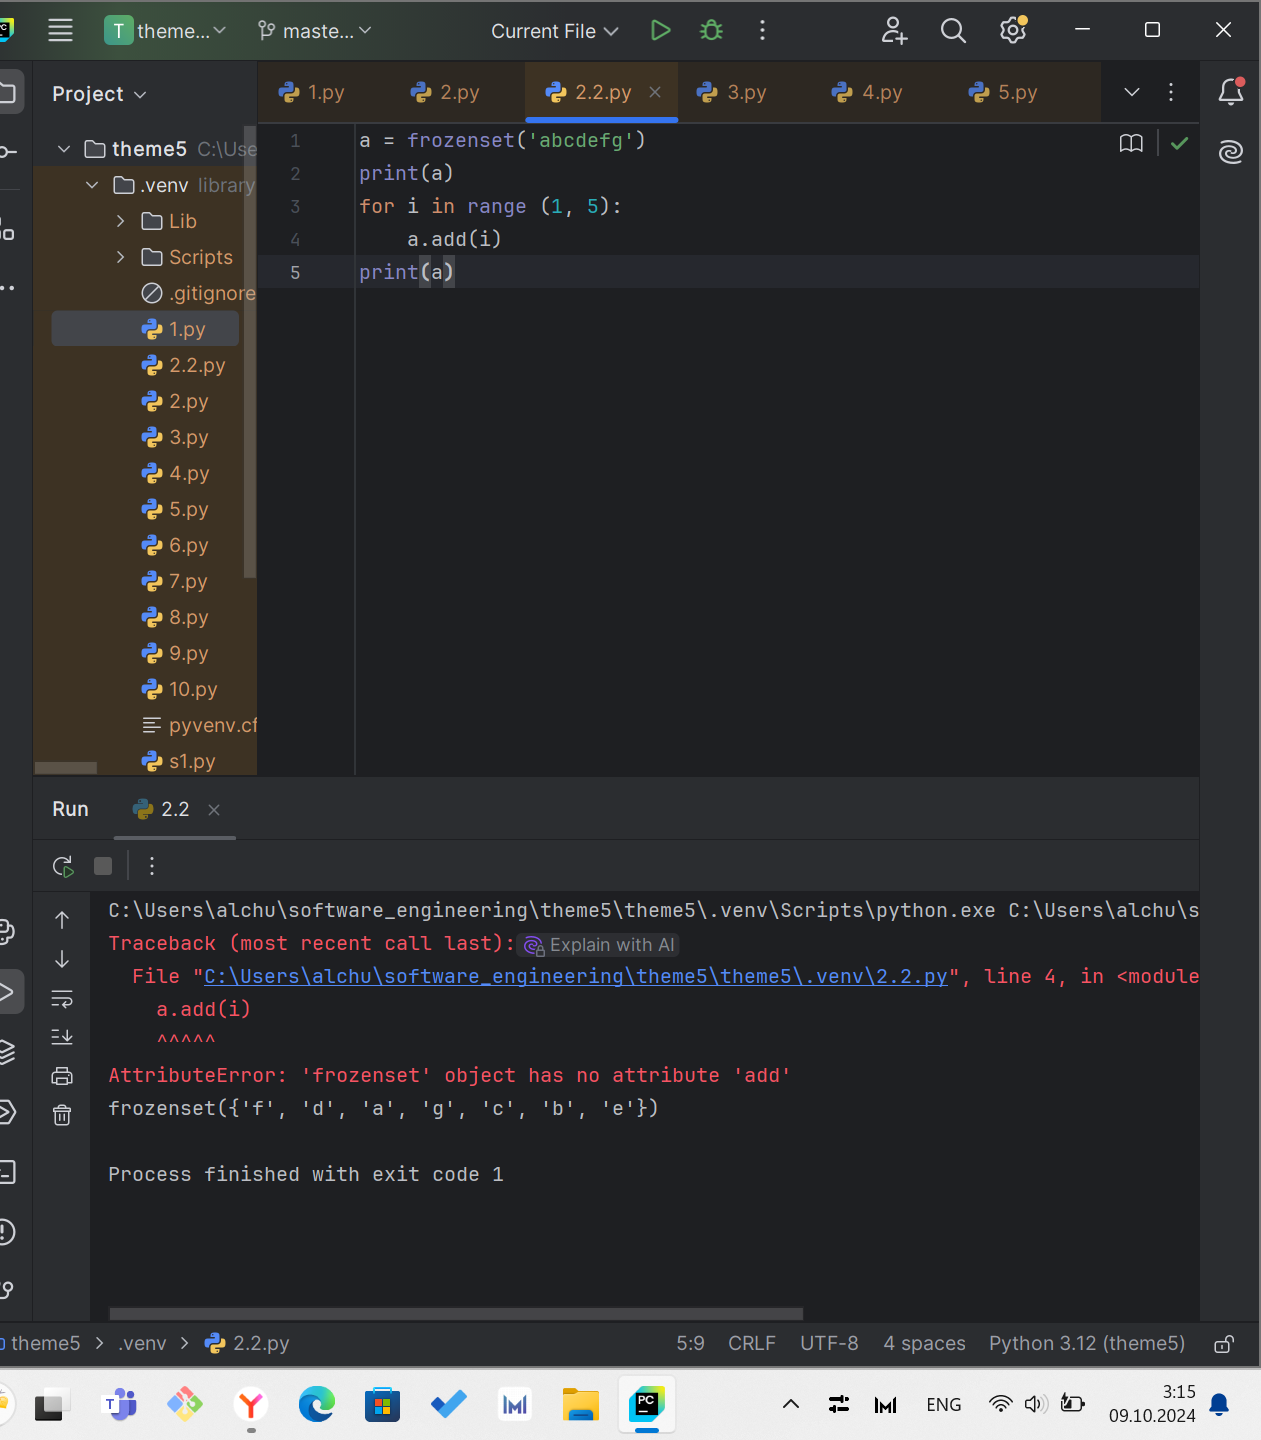 T theme... maste... Current File
Project
1.py 2.py 2.2.py 3.py 4.py 5.py
theme5 C:\Use
.venv library
Lib
Scripts
.gitignore
1.py
2.2.py
2.py
3.py
4.py
5.py
6.py
7.py
8.py
9.py
10.py
pyvenv.cf
s1.py
1 a = frozenset('abcdefg')
2 print(a)
3 for i in range (1, 5):
4     a.add(i)
5 print(a)
Run 2.2
C:\Users\alchu\software_engineering\theme5\theme5\.venv\Scripts\python.exe C:\Users\alchu\s
Traceback (most recent call last): Explain with AI
  File "C:\Users\alchu\software_engineering\theme5\theme5\.venv\2.2.py", line 4, in <module
    a.add(i)
    ^^^^^
AttributeError: 'frozenset' object has no attribute 'add'
frozenset({'f', 'd', 'a', 'g', 'c', 'b', 'e'})
Process finished with exit code 1
theme5 > .venv > 2.2.py 5:9 CRLF UTF-8 4 spaces Python 3.12 (theme5)
ENG 3:15
09.10.2024